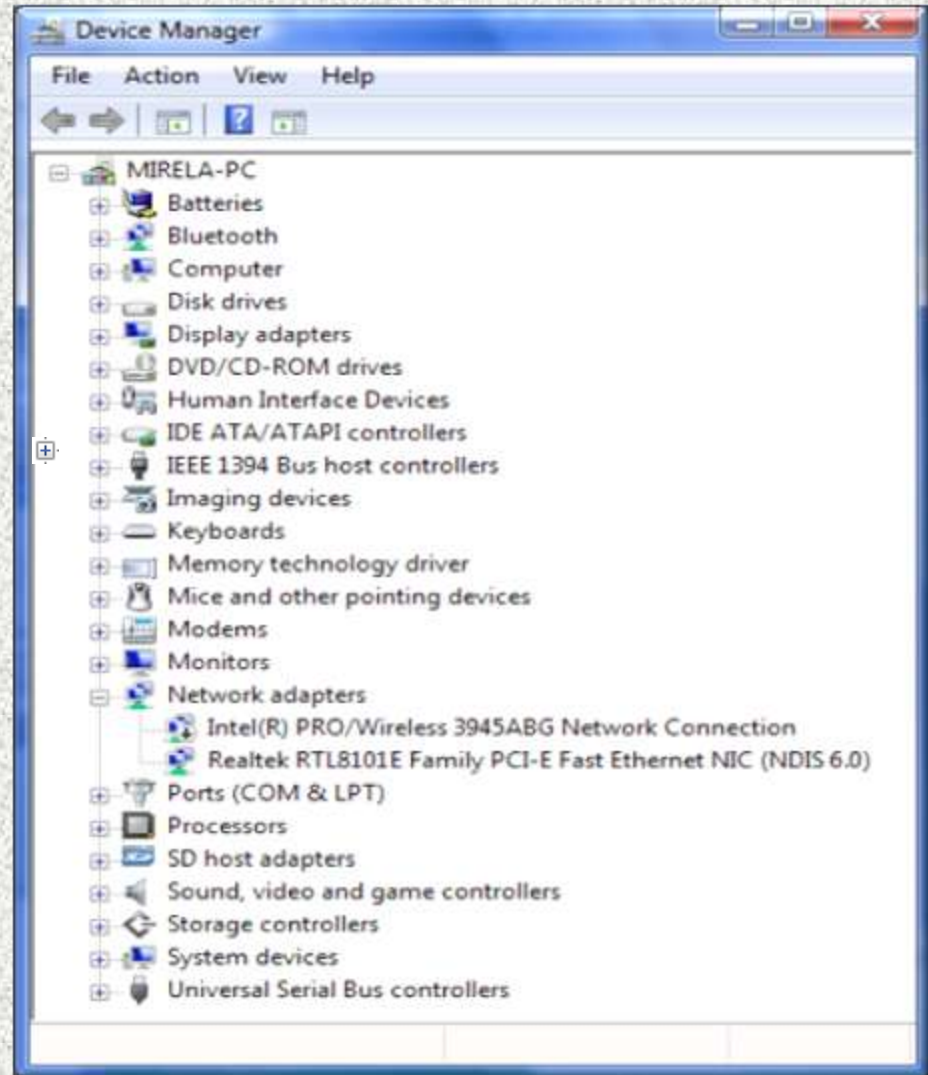 Device Manager
File Action View Help
MIRELA-PC
Batteries
Bluetooth
Computer
Disk drives
Display adapters
DVD/CD-ROM drives
Human Interface Devices
IDE ATA/ATAPI controllers
IEEE 1394 Bus host controllers
Imaging devices
Keyboards
Memory technology driver
Mice and other pointing devices
Modems
Monitors
Network adapters
Intel(R) PRO/Wireless 3945ABG Network Connection
Realtek RTL8101E Family PCI-E Fast Ethernet NIC (NDIS 6.0)
Ports (COM & LPT)
Processors
SD host adapters
Sound, video and game controllers
Storage controllers
System devices
Universal Serial Bus controllers